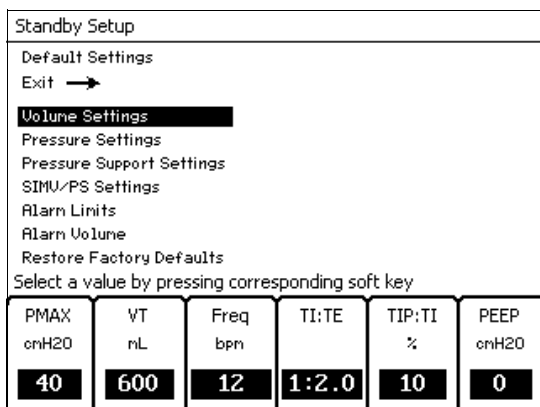 Standby Setup
Default Settings
Exit
Volume Settings
Pressure Settings
Pressure Support Settings
SIMV/PS Settings
Alarm Limits
Alarm Volume
Restore Factory Defaults
Select a value by pressing corresponding soft key
PMAX VT Freq TI:TE TIP:TI PEEP
cmH2O mL bpm % cmH2O
40 600 12 1:2.0 10 0